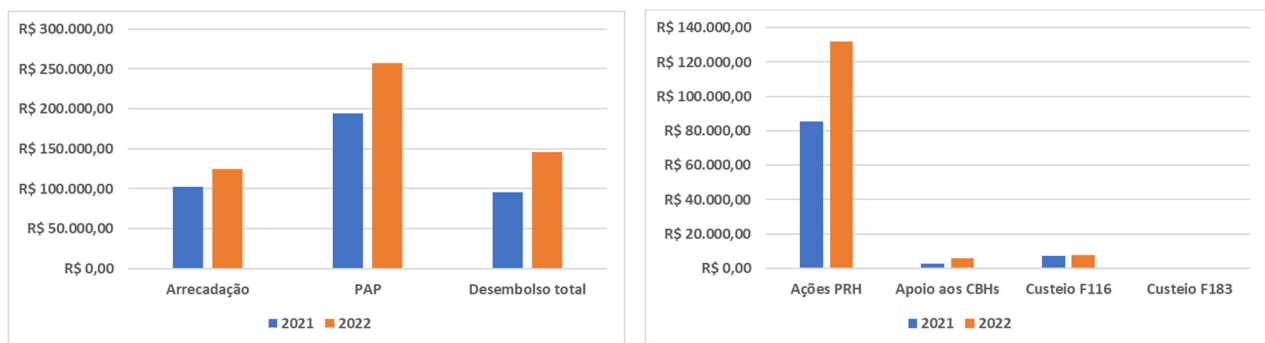 R$ 300.000,00
R$ 250.000,00
R$ 200.000,00
R$ 150.000,00
R$ 100.000,00
R$ 50.000,00
R$ 0,00
Arrecadação PAP Desembolso total
2021 2022
R$ 140.000,00
R$ 120.000,00
R$ 100.000,00
R$ 80.000,00
R$ 60.000,00
R$ 40.000,00
R$ 20.000,00
R$ 0,00
Ações PRH Apoio aos CBHs Custeio F116 Custeio F183
2021 2022